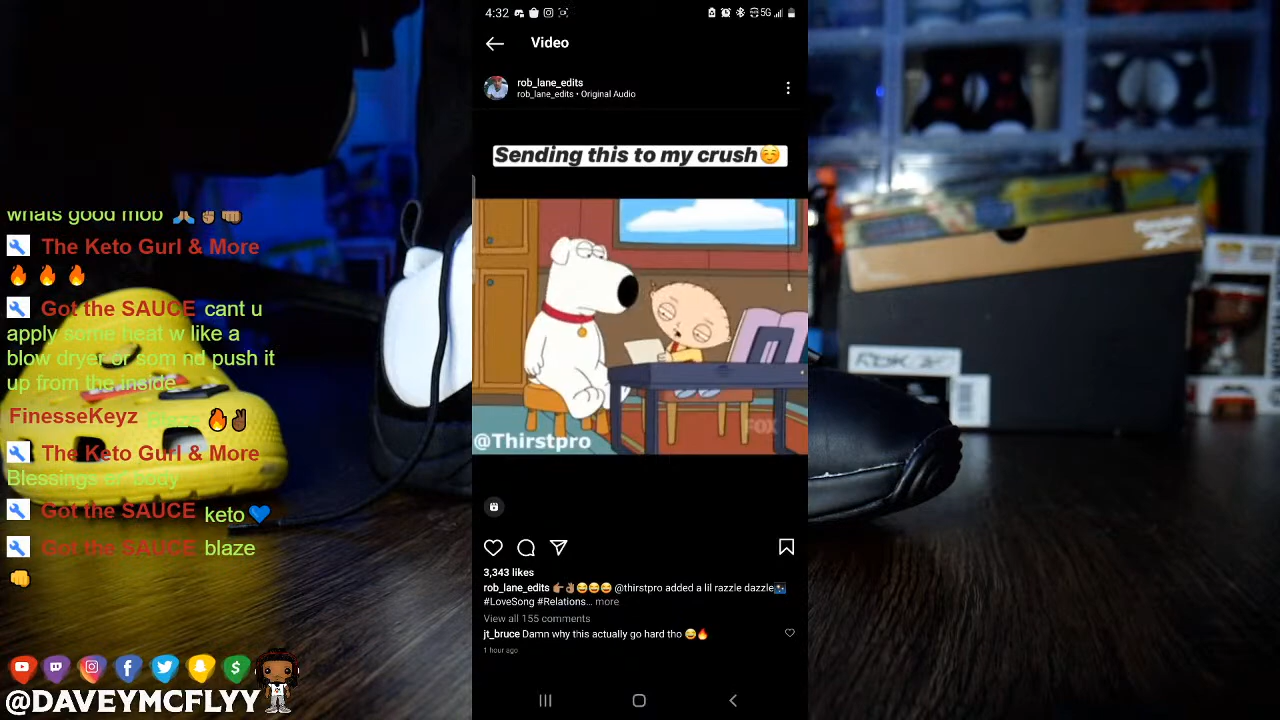 whats good mob 🙏🏽 ✌🏽 👊🏽
The Keto Gurl & More
🔥 🔥 🔥
Got the SAUCE cant u
apply some heat w like a
blow dryer or som nd push it
up from the inside
FinesseKeyz 🔥✌🏾
The Keto Gurl & More
Blessings er body
Got the SAUCE keto💙
Got the SAUCE blaze
👊
@DAVEYMCFLYY
4:32
5G
Video
rob_lane_edits
rob_lane_edits • Original Audio
Sending this to my crush☺️
FOX
@Thirstpro
3,343 likes
rob_lane_edits 👉🏽✌🏽😂😂😂 @thirstpro added a lil razzle dazzle🎆
#LoveSong #Relations... more
View all 155 comments
jt_bruce Damn why this actually go hard tho 😂🔥
1 hour ago
Reebok